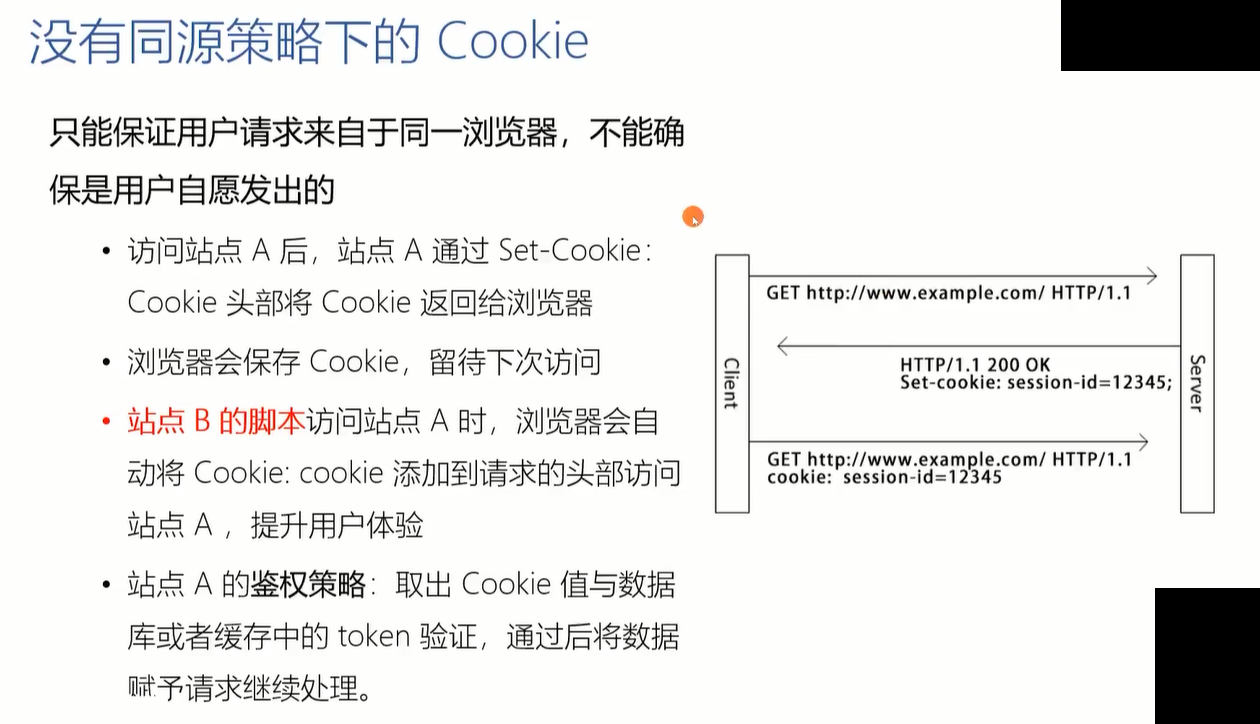 没有同源策略下的 Cookie
只能保证用户请求来自于同一浏览器，不能确
保是用户自愿发出的
• 访问站点 A 后，站点 A 通过 Set-Cookie：
Cookie 头部将 Cookie 返回给浏览器
• 浏览器会保存 Cookie，留待下次访问
• 站点 B 的脚本访问站点 A 时，浏览器会自
动将 Cookie: cookie 添加到请求的头部访问
站点 A ，提升用户体验
• 站点 A 的鉴权策略：取出 Cookie 值与数据
库或者缓存中的 token 验证，通过后将数据
赋予请求继续处理。
Client
GET http://www.example.com/ HTTP/1.1
HTTP/1.1 200 OK
Set-cookie: session-id=12345;
GET http://www.example.com/ HTTP/1.1
cookie: session-id=12345
Server